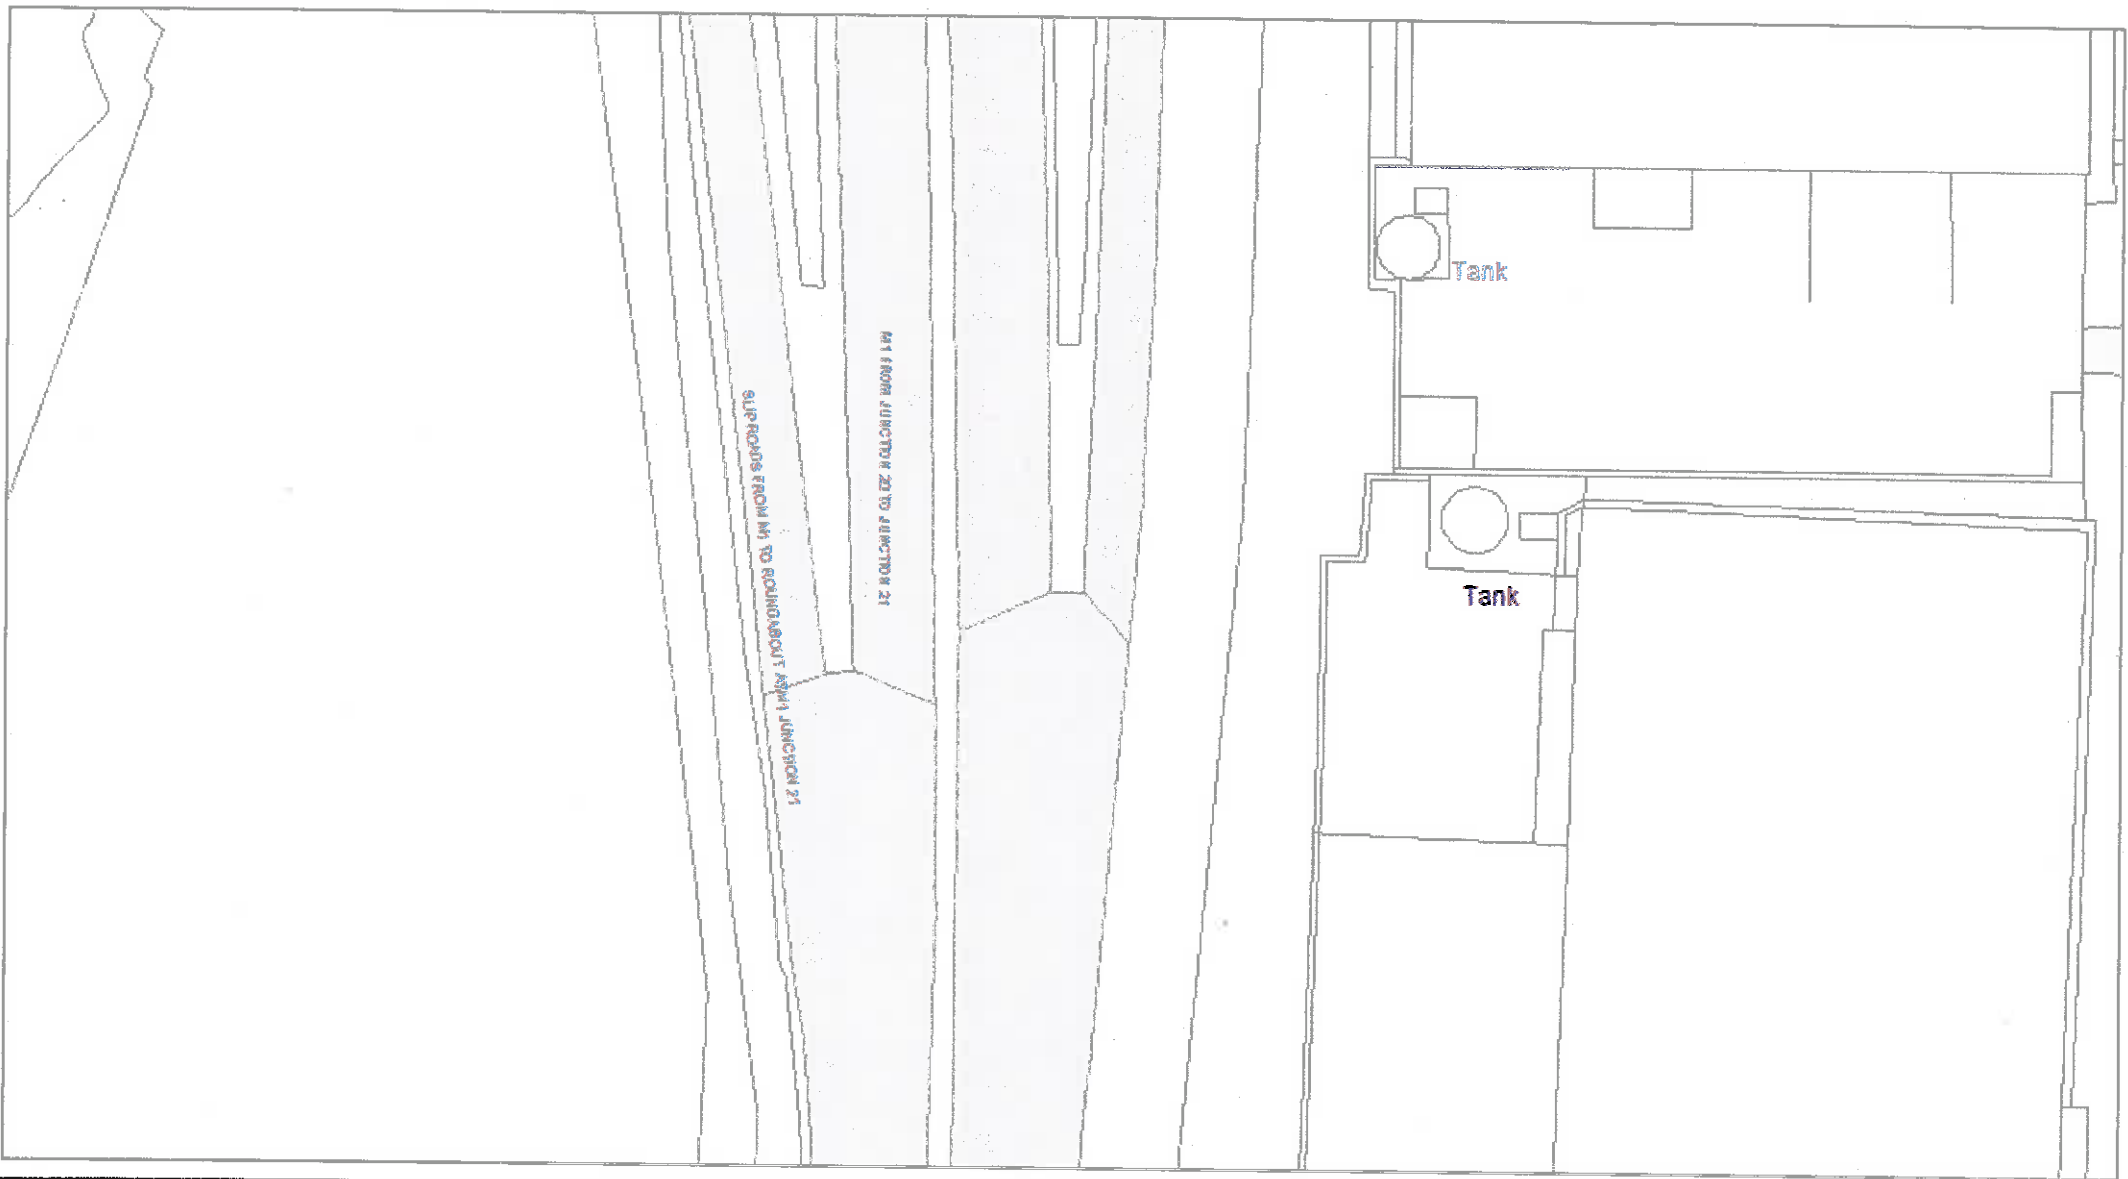 Tank
M1 FROM JUNCTION 20 TO JUNCTION 21
SLIP ROADS FROM M1 TO ROUNDABOUT AT M1 JUNCTION 21
Tank